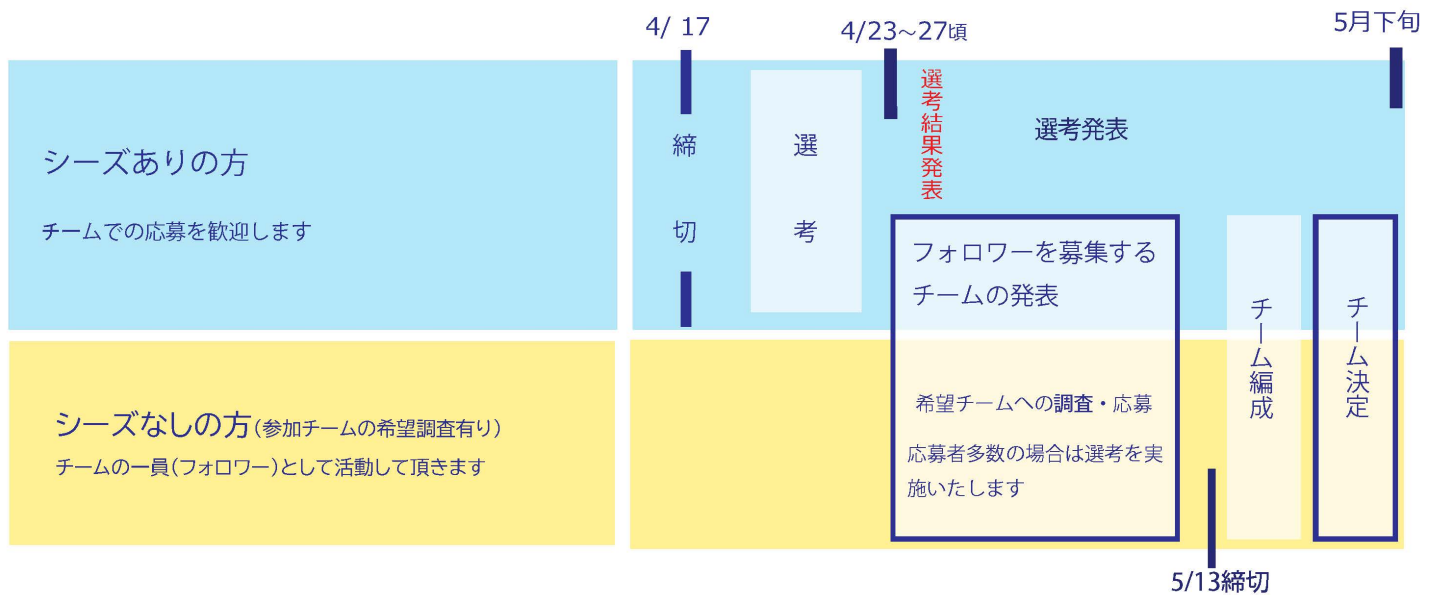 4/ 17
4/23～27頃
5月下旬
シーズありの方
チームでの応募を歓迎します
締切
選考
選考結果発表
選考発表
フォロワーを募集する
チームの発表
シーズなしの方(参加チームの希望調査有り)
チームの一員(フォロワー)として活動して頂きます
希望チームへの調査・応募
応募者多数の場合は選考を実
施いたします
チーム編成
チーム決定
5/13締切